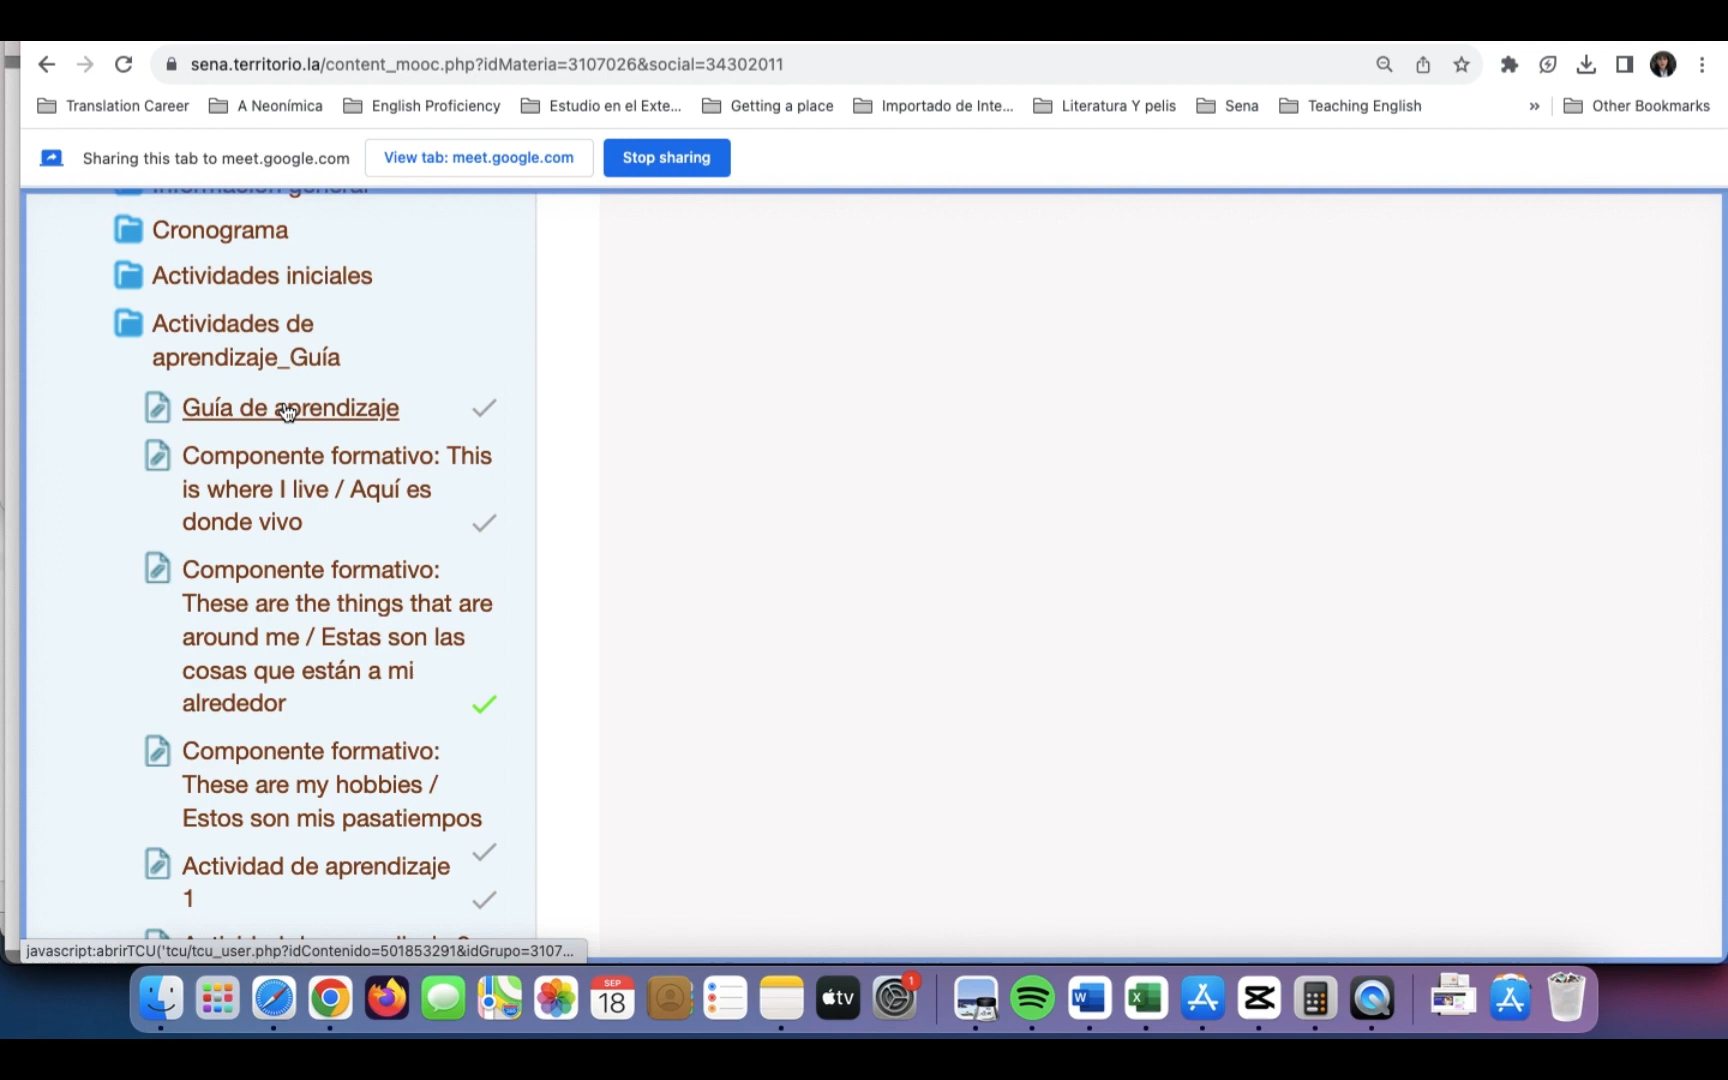 sena.territorio.la/content_mooc.php?idMateria=3107026&social=34302011
Translation Career
A Neonímica
English Proficiency
Estudio en el Exte...
Getting a place
Importado de Inte...
Literatura Y pelis
Sena
Teaching English
»
Other Bookmarks
Sharing this tab to meet.google.com
View tab: meet.google.com
Stop sharing
Información general
Cronograma
Actividades iniciales
Actividades de
aprendizaje_Guía
Guía de aprendizaje
Componente formativo: This
is where I live / Aquí es
donde vivo
Componente formativo:
These are the things that are
around me / Estas son las
cosas que están a mi
alrededor
Componente formativo:
These are my hobbies /
Estos son mis pasatiempos
Actividad de aprendizaje
1
javascript:abrirTCU('tcu/tcu_user.php?idContenido=501853291&idGrupo=3107...
SEP
18
tv
1
W
X